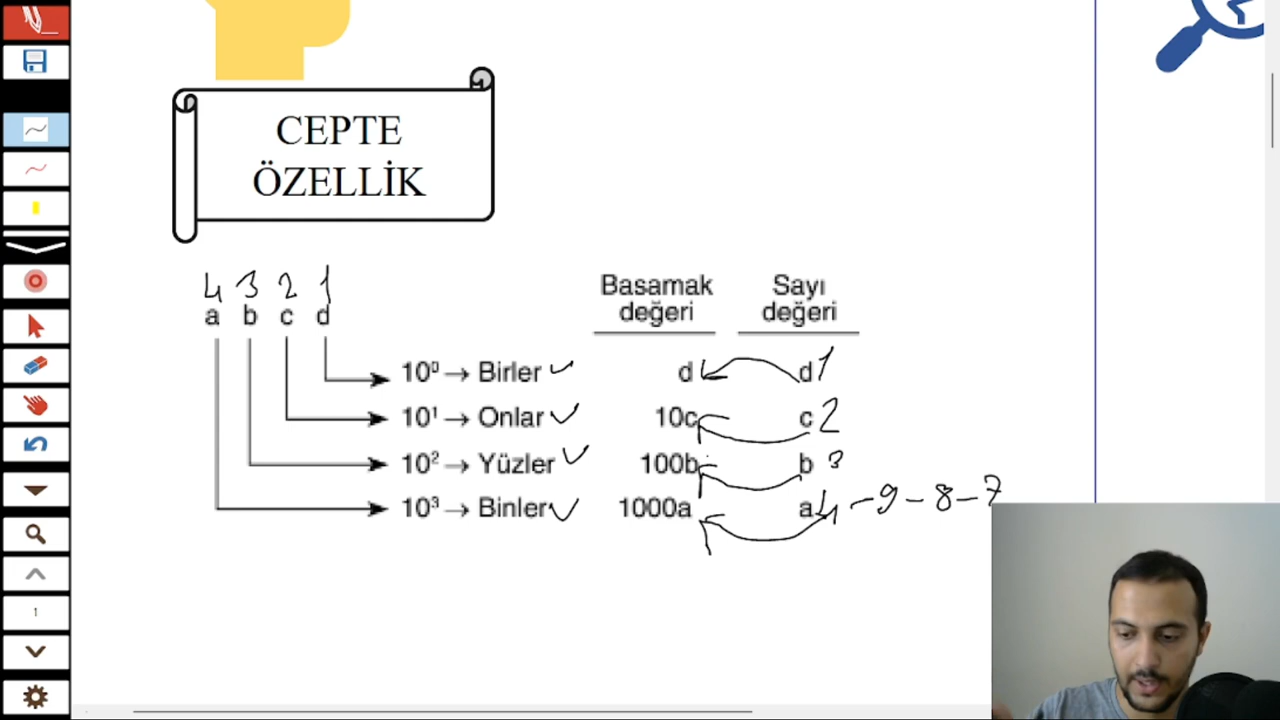 CEPTE
ÖZELLİK
4 3 2 1
a b c d
Basamak değeri
Sayı değeri
10⁰ → Birler ✓ d d 1
10¹ → Onlar ✓ 10c c 2
10² → Yüzler ✓ 100b b 3
10³ → Binler ✓ 1000a a 4 - 9 - 8 - 7
1